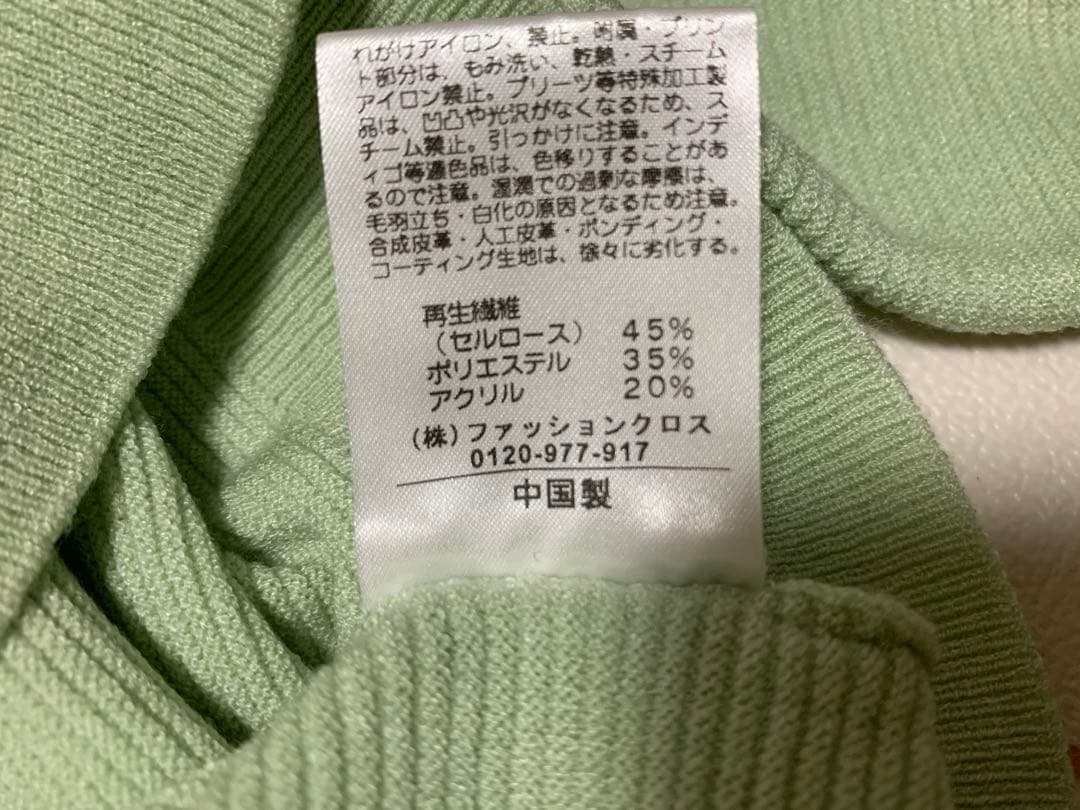 れがけアイロン、禁止。附属・プリン
ト部分は、もみ洗い、乾熱・スチーム
アイロン禁止。プリーツ等特殊加工製
品は、凹凸や光沢がなくなるため、ス
チーム禁止。引っかけに注意。インデ
ィゴ等濃色品は、色移りすることがあ
るので注意。湿潤での過剰な摩擦は、
毛羽立ち・白化の原因となるため注意。
合成皮革・人工皮革・ボンディング・
コーティング生地は、徐々に劣化する。
再生繊維
(セルロース) 45%
ポリエステル 35%
アクリル 20%
(株)ファッションクロス
0120-977-917
中国製